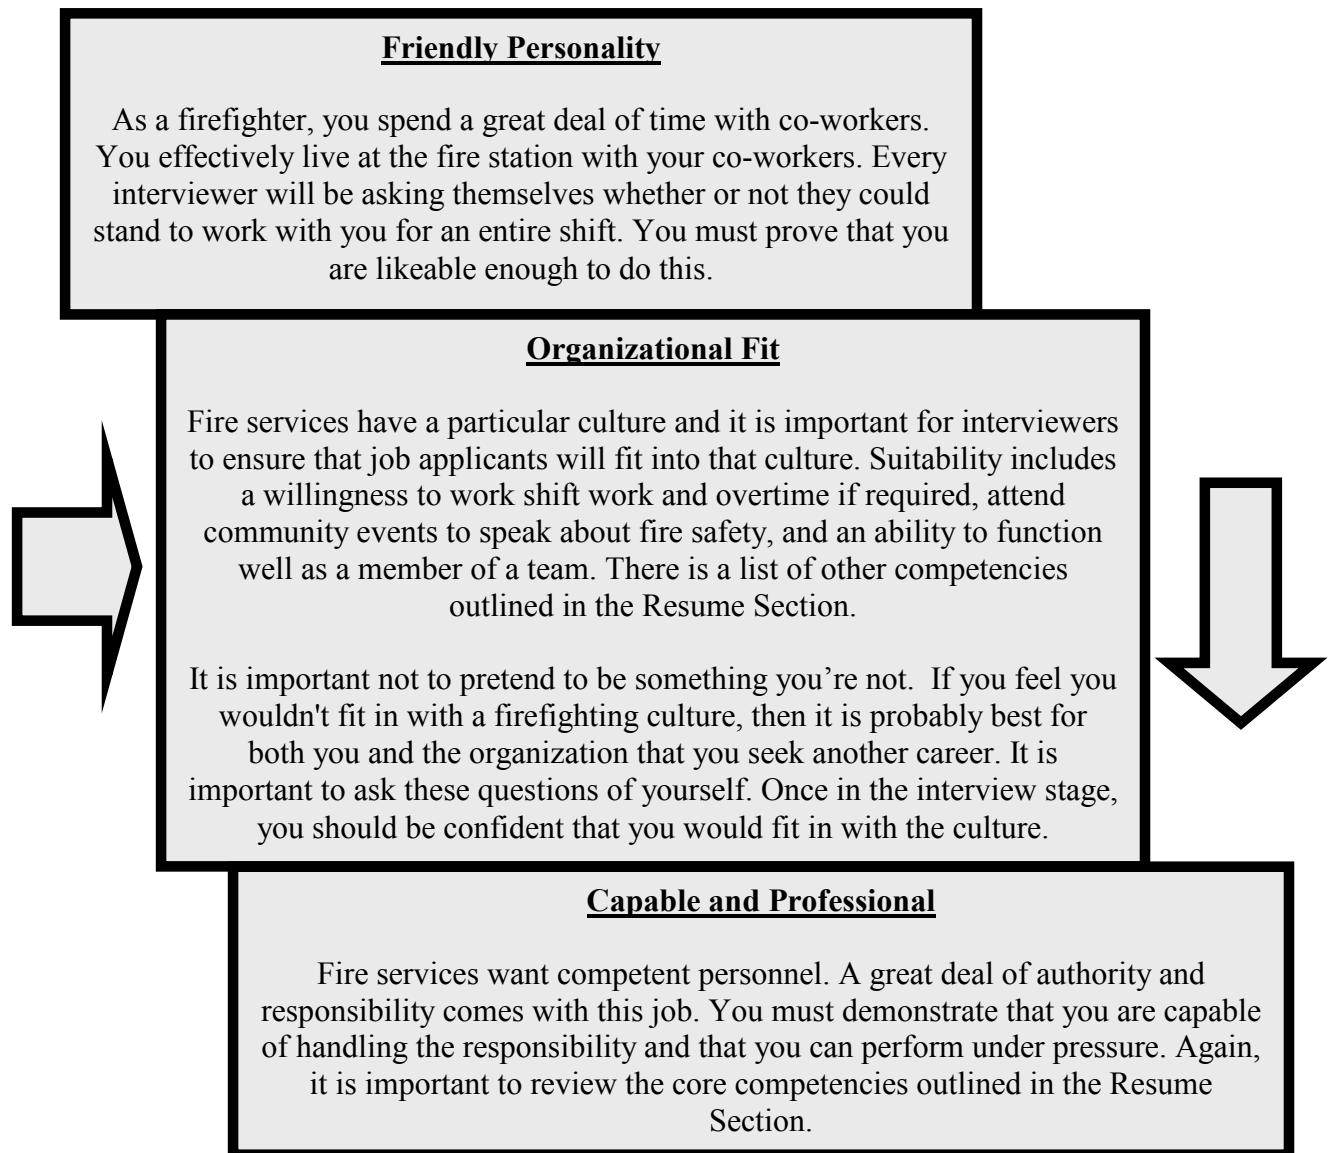 Friendly Personality
As a firefighter, you spend a great deal of time with co-workers.
You effectively live at the fire station with your co-workers. Every
interviewer will be asking themselves whether or not they could
stand to work with you for an entire shift. You must prove that you
are likeable enough to do this.
Organizational Fit
Fire services have a particular culture and it is important for interviewers
to ensure that job applicants will fit into that culture. Suitability includes
a willingness to work shift work and overtime if required, attend
community events to speak about fire safety, and an ability to function
well as a member of a team. There is a list of other competencies
outlined in the Resume Section.
It is important not to pretend to be something you’re not.  If you feel you
wouldn't fit in with a firefighting culture, then it is probably best for
both you and the organization that you seek another career. It is
important to ask these questions of yourself. Once in the interview stage,
you should be confident that you would fit in with the culture.
Capable and Professional
Fire services want competent personnel. A great deal of authority and
responsibility comes with this job. You must demonstrate that you are capable
of handling the responsibility and that you can perform under pressure. Again,
it is important to review the core competencies outlined in the Resume
Section.